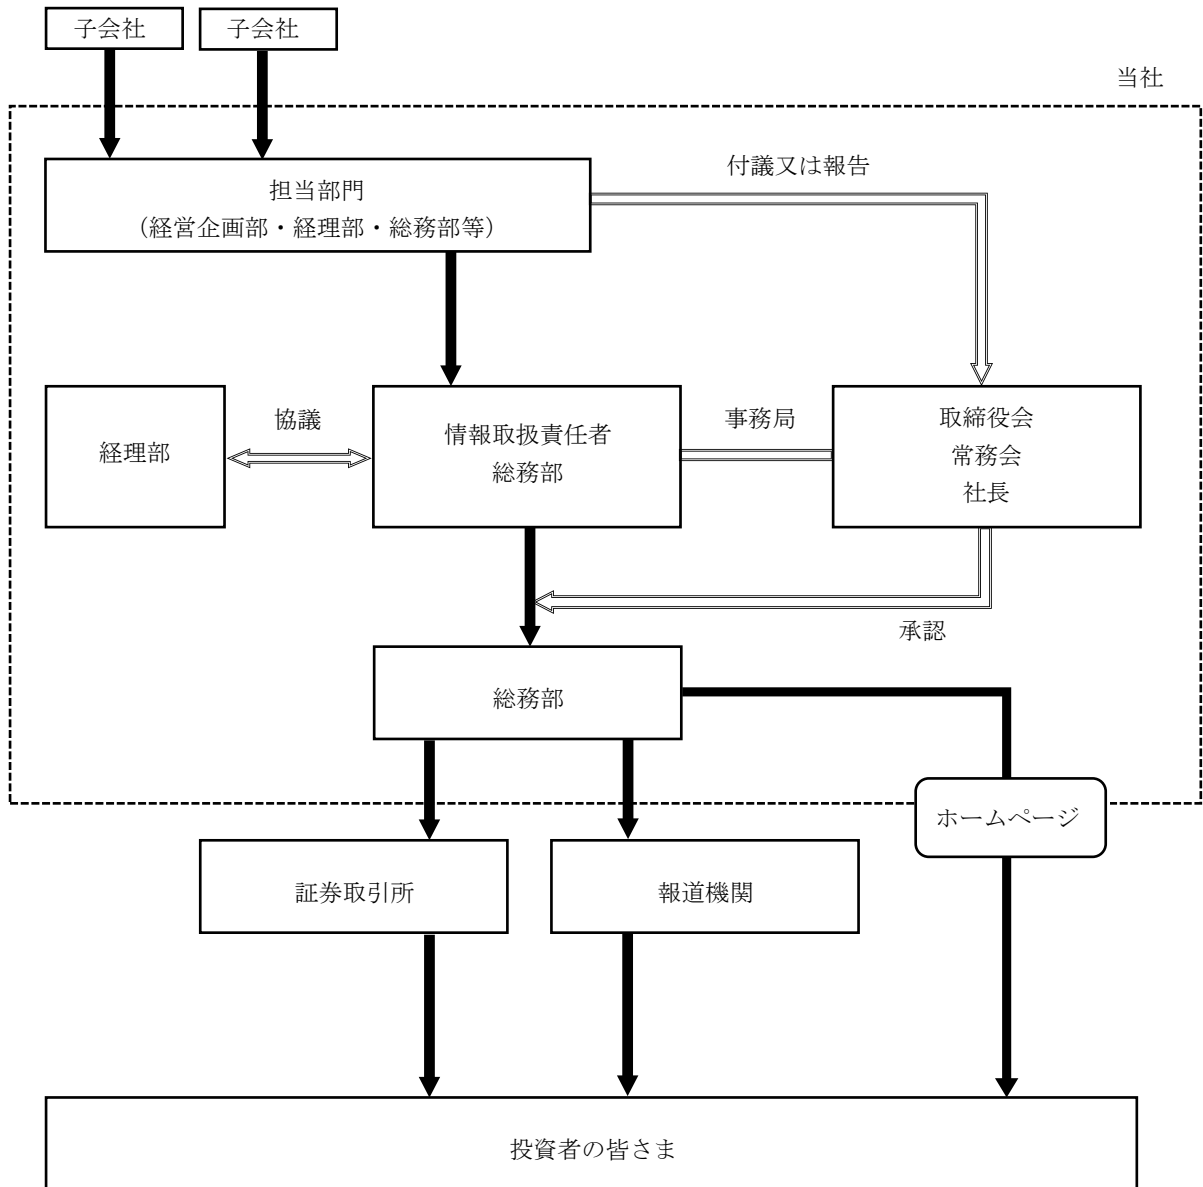 子会社
子会社
当社
付議又は報告
担当部門
（経営企画部・経理部・総務部等）
経理部
協議
情報取扱責任者
総務部
事務局
取締役会
常務会
社長
承認
総務部
ホームページ
証券取引所
報道機関
投資者の皆さま